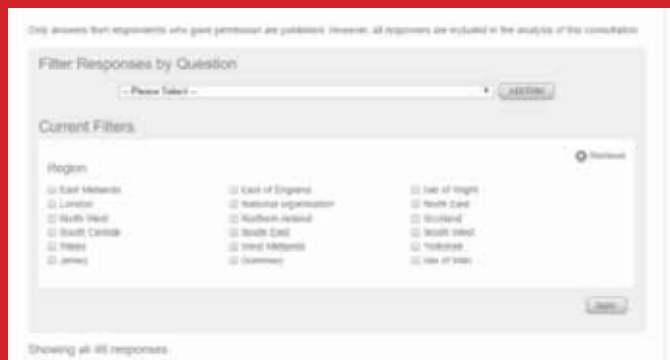 Only answers from respondents who gave permission are published. However, all responses are included in the analysis of this consultation
Filter Responses by Question
-- Please Select --
Current Filters
Remove
Region
East Midlands East of England Isle of Wight
London National organisation North East
North West Northern Ireland Scotland
South Central South East South West
Wales West Midlands Yorkshire
Jersey Guernsey Isle of Man
Apply
Showing all 48 responses